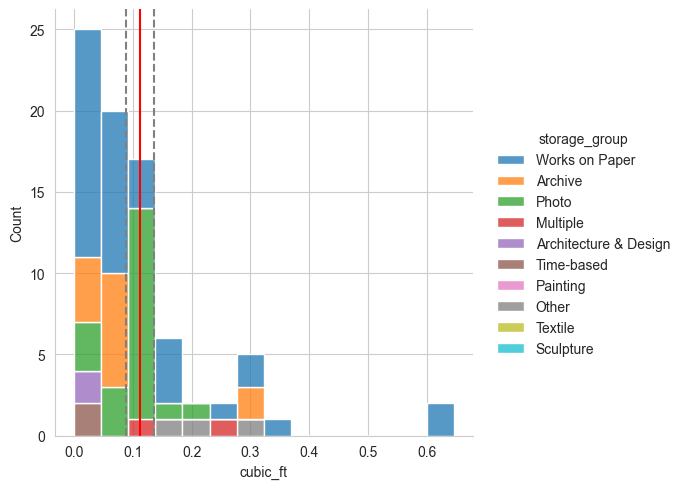 25
20
15
10
5
0
Count
0.0 0.1 0.2 0.3 0.4 0.5 0.6
cubic_ft
storage_group
Works on Paper
Archive
Photo
Multiple
Architecture & Design
Time-based
Painting
Other
Textile
Sculpture